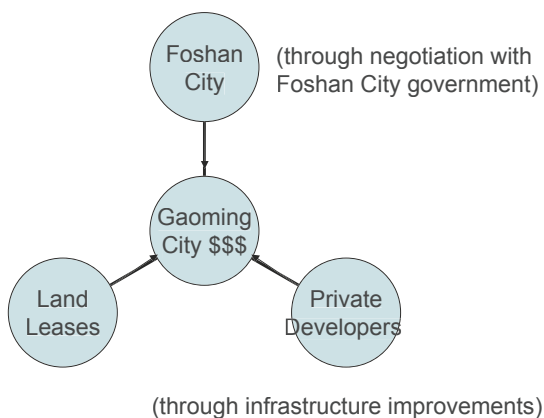 Foshan
City
(through negotiation with
Foshan City government)
Gaoming
City $$$
Land
Leases
Private
Developers
(through infrastructure improvements)